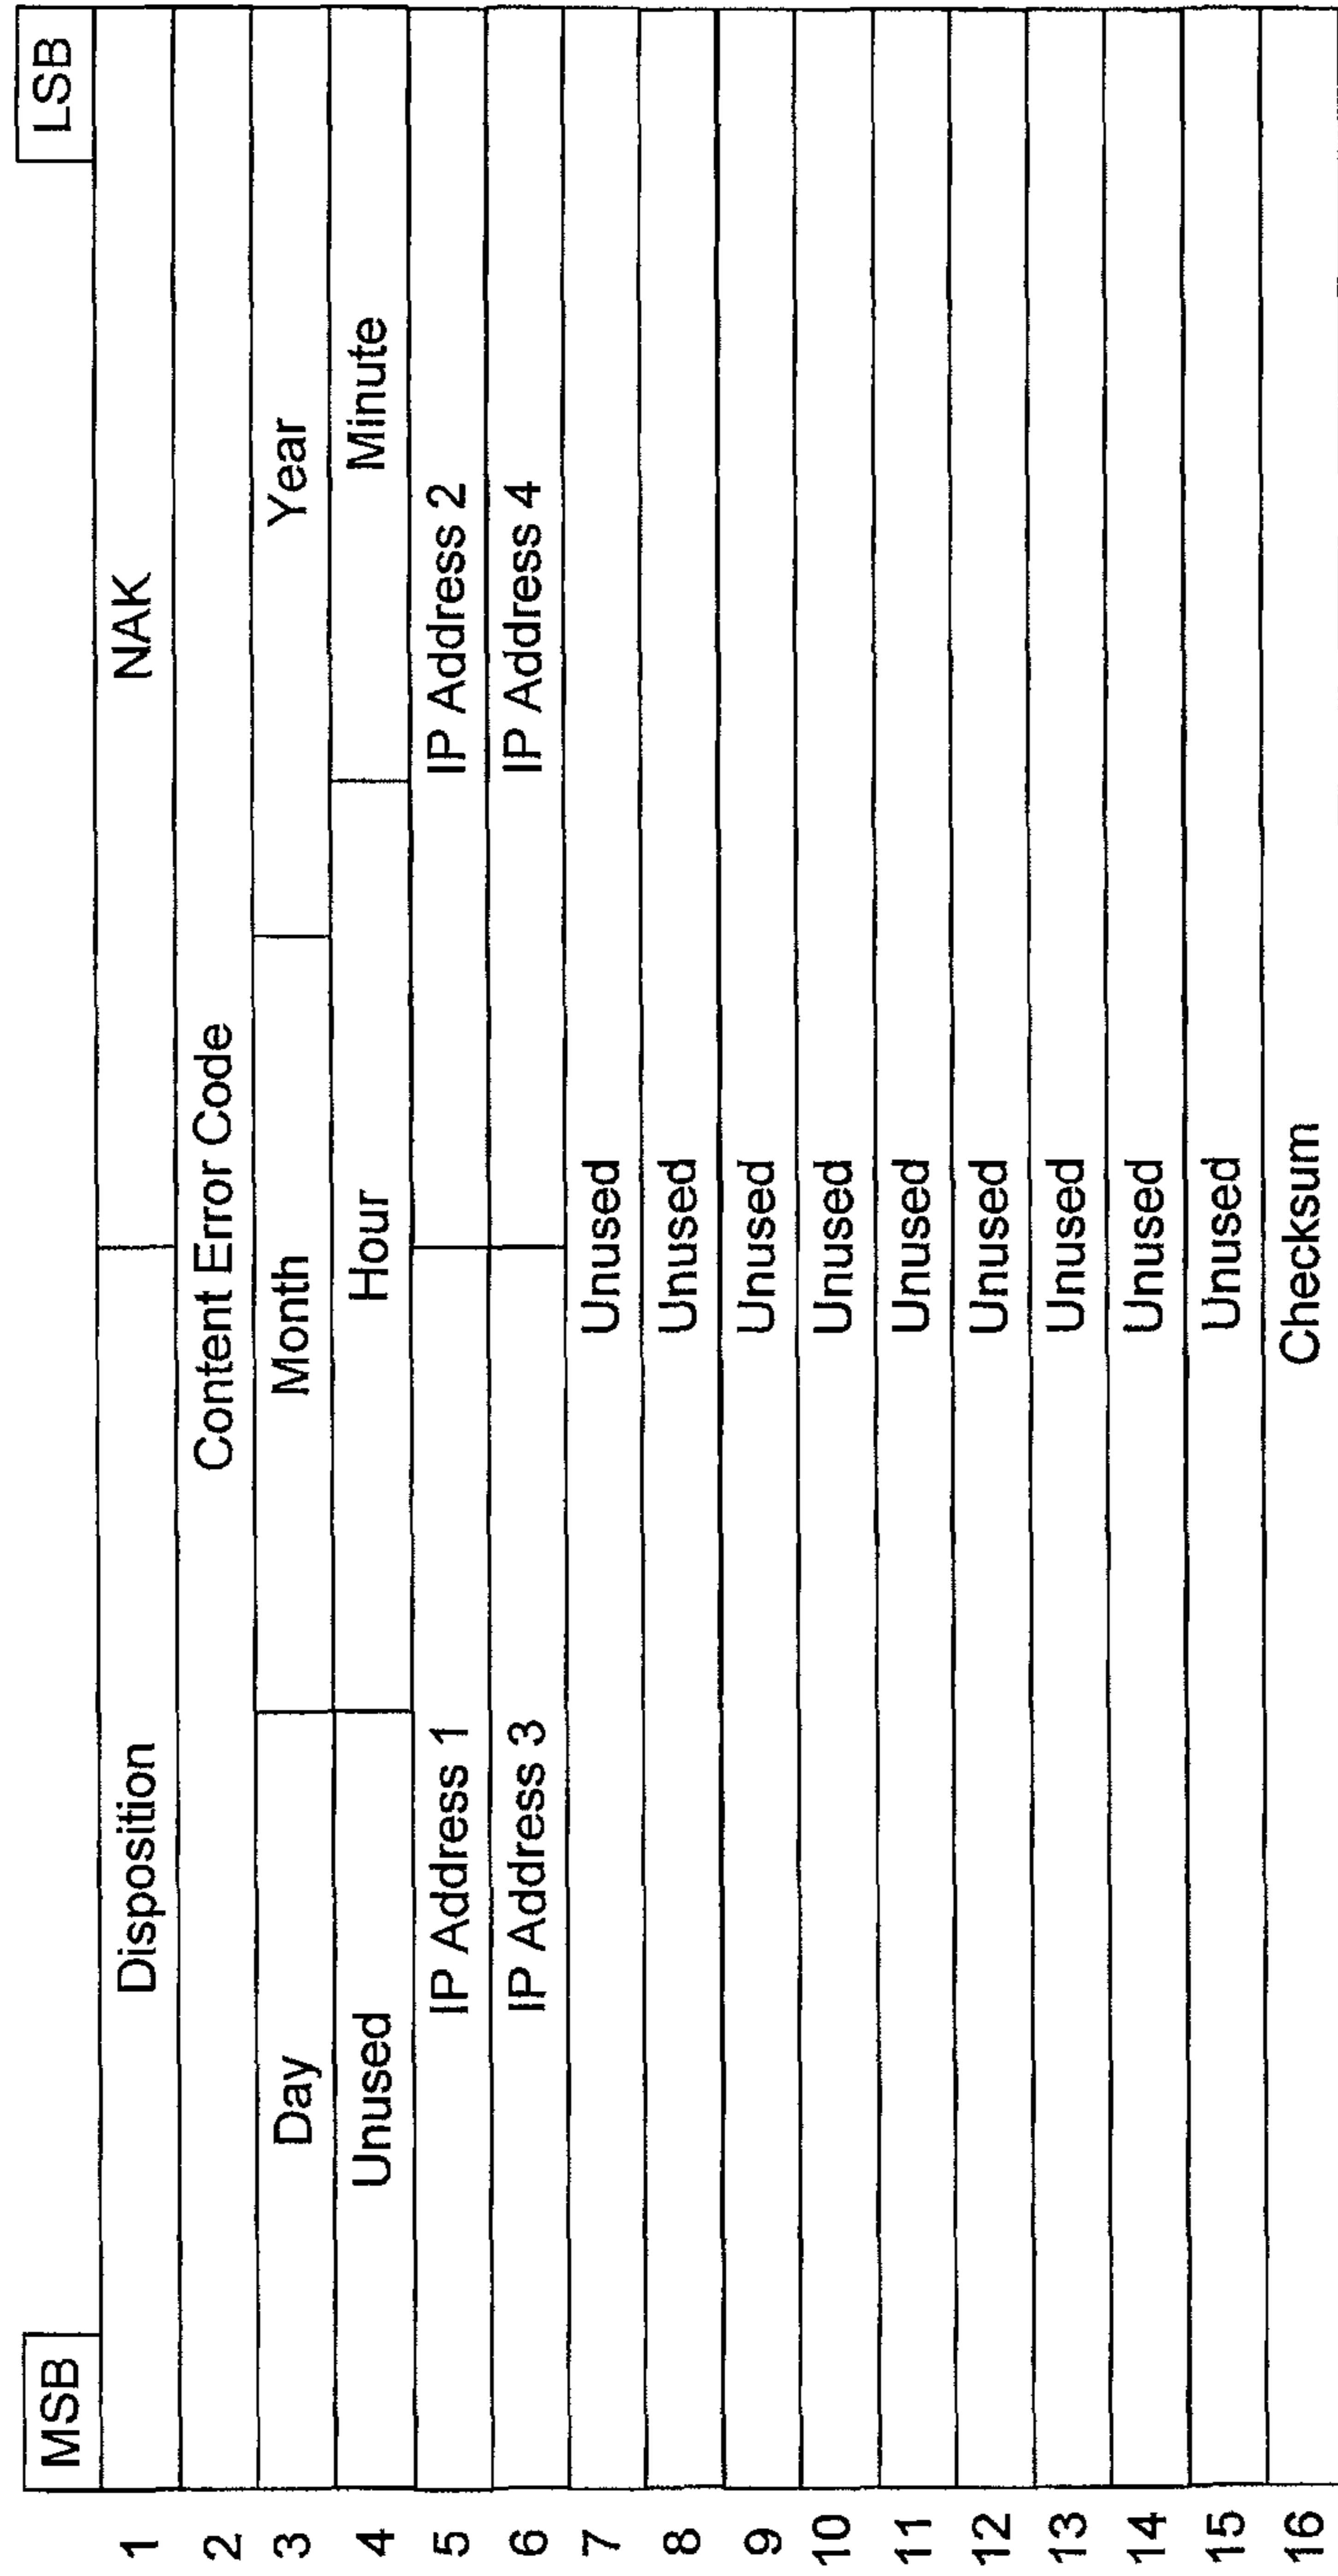 MSB LSB
1 Disposition NAK
2 Content Error Code
3 Day Month Year
4 Unused Hour Minute
5 IP Address 1 IP Address 2
6 IP Address 3 IP Address 4
7 Unused
8 Unused
9 Unused
10 Unused
11 Unused
12 Unused
13 Unused
14 Unused
15 Unused
16 Checksum